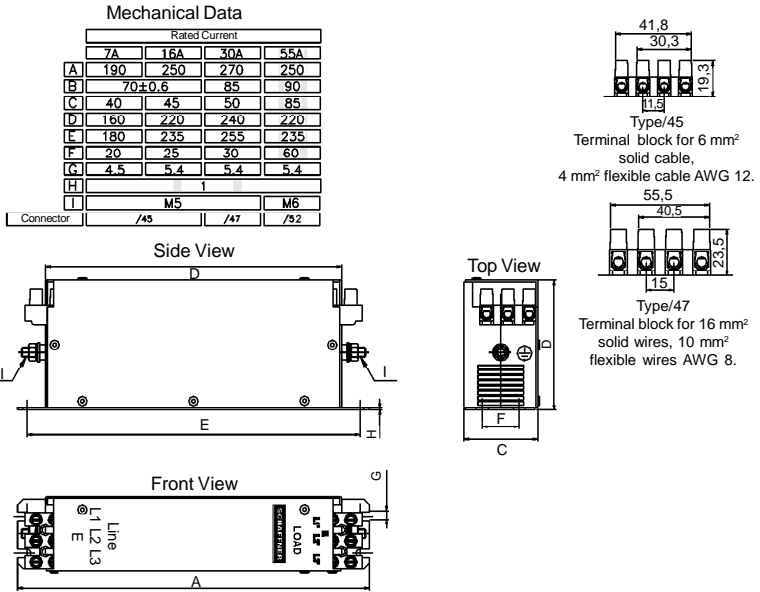 Mechanical Data
Rated Current
7A 16A 30A 55A
A 190 250 270 250
B 70±0.6 85 90
C 40 45 50 85
D 160 220 240 220
E 180 235 255 235
F 20 25 30 60
G 4.5 5.4 5.4 5.4
H 1
I M5 M6
Connector /45 /47 /52
41,8
30,3
19,3
11,5
Type/45
Terminal block for 6 mm²
solid cable,
4 mm² flexible cable AWG 12.
55,5
40,5
23,5
15
Type/47
Terminal block for 16 mm²
solid wires, 10 mm²
flexible wires AWG 8.
Side View
D
I
I
E
H
Top View
D
F
C
Front View
G
Line
L1 L2 L3
E
SCHAFFNER
LOAD
E
L1' L2' L3'
A